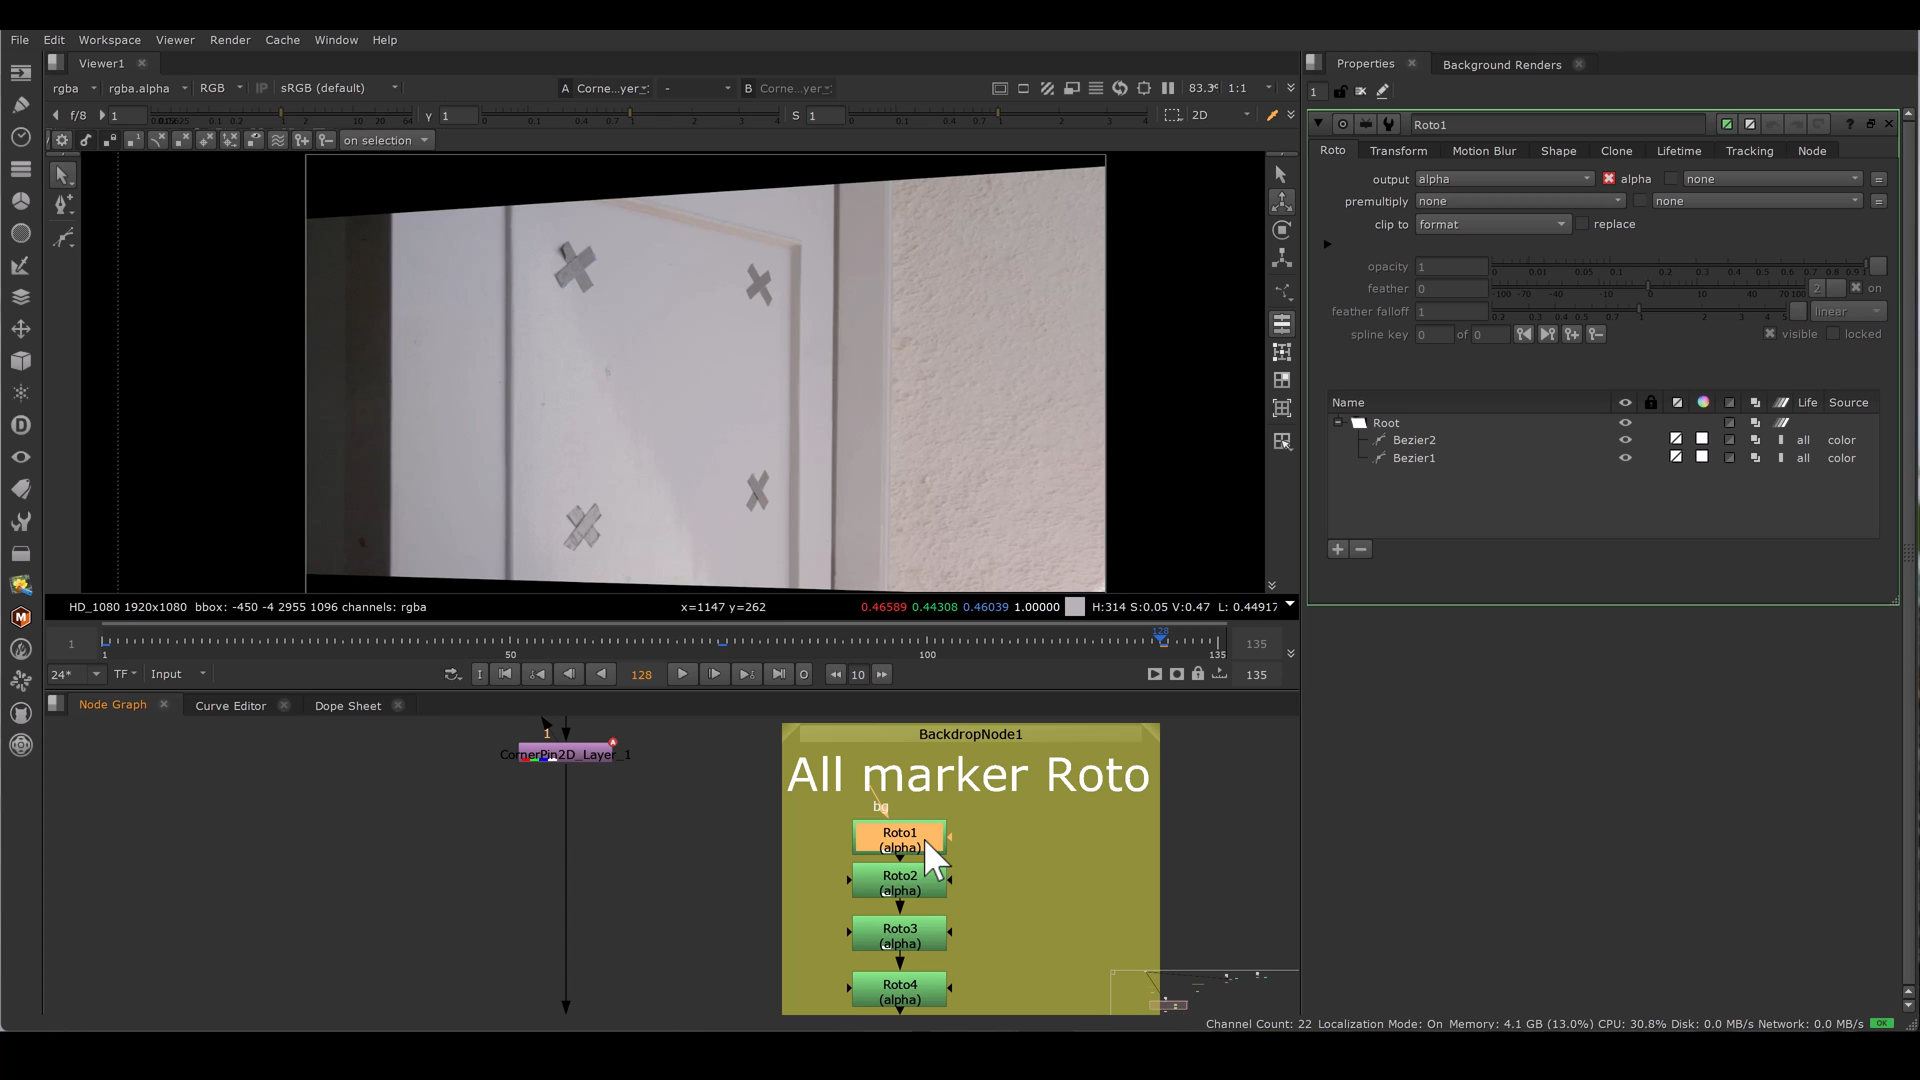 File Edit Workspace Viewer Render Cache Window Help
Viewer1
Properties
Background Renders
rgba rgba.alpha RGB IP sRGB (default) A Corne...yer - B Corne...yer 83.3 1:1
1
f/8 1 γ 1 S 1 2D
on selection
Roto1
Roto Transform Motion Blur Shape Clone Lifetime Tracking Node
output alpha alpha none
premultiply none none
clip to format replace
opacity 1
feather 0 2 on
feather falloff 1 linear
spline key 0 of 0 visible locked
Name Life Source
Root
Bezier2 all color
Bezier1 all color
HD_1080 1920x1080 bbox: -450 -4 2955 1096 channels: rgba x=1147 y=262 0.46589 0.44308 0.46039 1.00000 H:314 S:0.05 V:0.47 L: 0.44917
1 128 135
1 50 100 135
24* TF Input 128 10 135
Node Graph Curve Editor Dope Sheet
BackdropNode1
All marker Roto
1
CornerPin2D_Layer_1
bg
Roto1
(alpha)
Roto2
(alpha)
Roto3
(alpha)
Roto4
(alpha)
Channel Count: 22 Localization Mode: On Memory: 4.1 GB (13.0%) CPU: 30.8% Disk: 0.0 MB/s Network: 0.0 MB/s OK